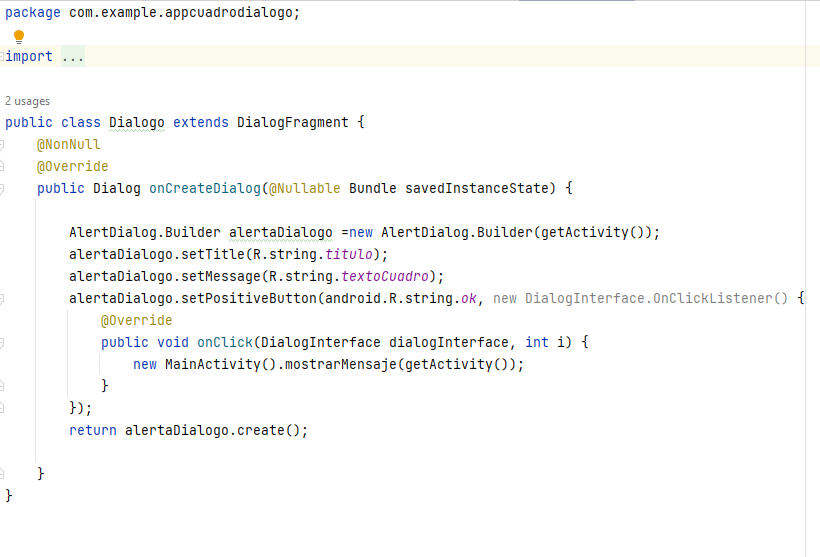 package com.example.appcuadrodialogo;
import ...
2 usages
public class Dialogo extends DialogFragment {
@NonNull
@Override
public Dialog onCreateDialog(@Nullable Bundle savedInstanceState) {
AlertDialog.Builder alertaDialogo =new AlertDialog.Builder(getActivity());
alertaDialogo.setTitle(R.string.titulo);
alertaDialogo.setMessage(R.string.textoCuadro);
alertaDialogo.setPositiveButton(android.R.string.ok, new DialogInterface.OnClickListener() {
@Override
public void onClick(DialogInterface dialogInterface, int i) {
new MainActivity().mostrarMensaje(getActivity());
}
});
return alertaDialogo.create();
}
}